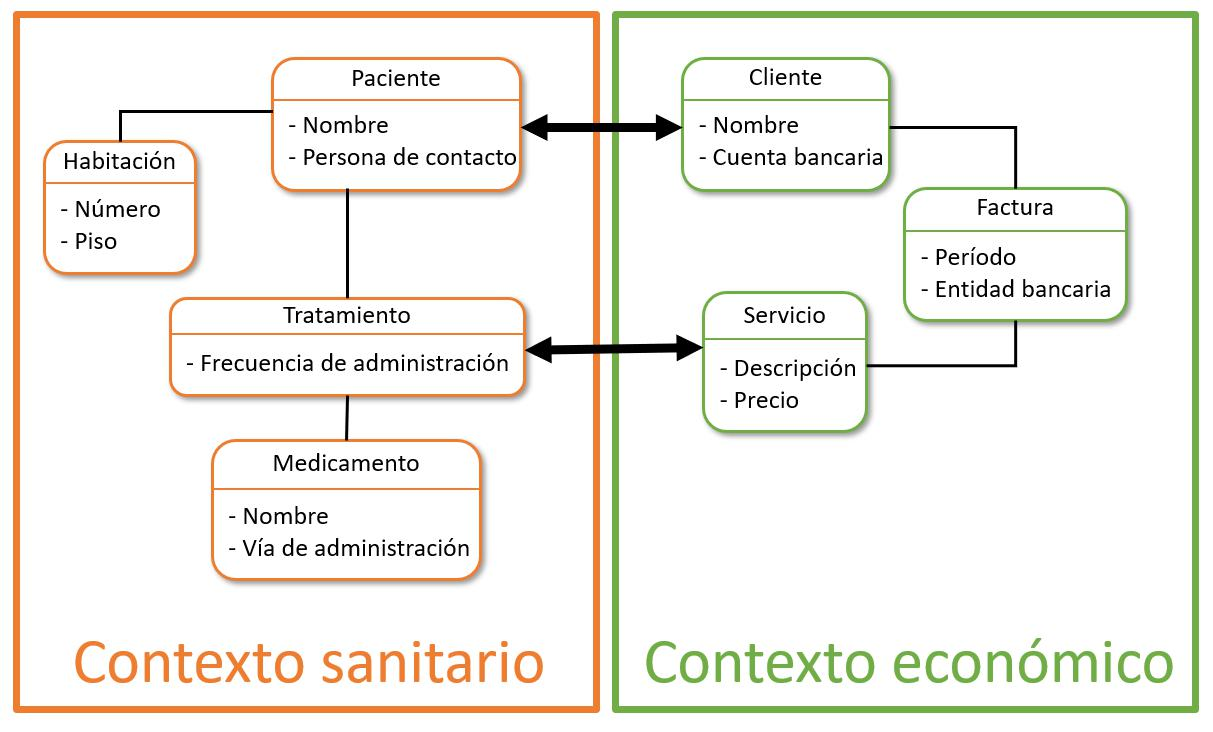 Paciente
- Nombre
- Persona de contacto
Habitación
- Número
- Piso
Tratamiento
- Frecuencia de administración
Medicamento
- Nombre
- Vía de administración
Contexto sanitario
Cliente
- Nombre
- Cuenta bancaria
Factura
- Período
- Entidad bancaria
Servicio
- Descripción
- Precio
Contexto económico